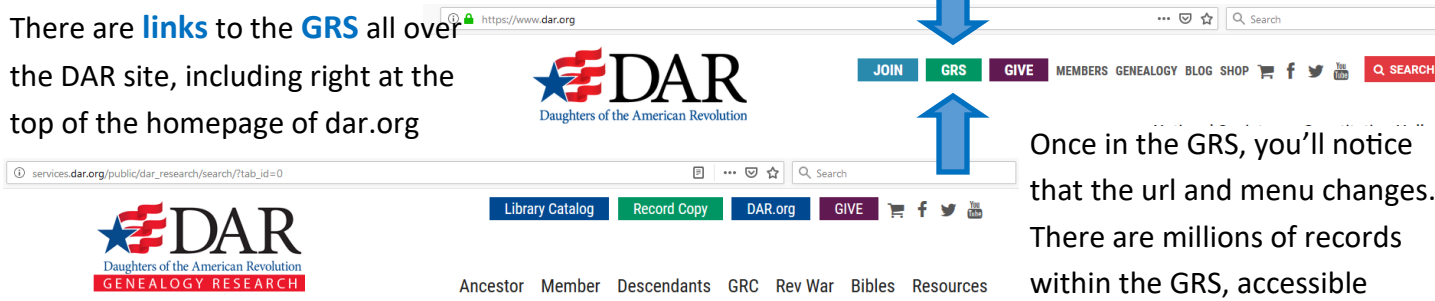 There are links to the GRS all over
the DAR site, including right at the
top of the homepage of dar.org
https://www.dar.org
Search
DAR
Daughters of the American Revolution
JOIN GRS GIVE MEMBERS GENEALOGY BLOG SHOP You Tube SEARCH
services.dar.org/public/dar_research/search/?tab_id=0
Search
DAR
Daughters of the American Revolution
GENEALOGY RESEARCH
Library Catalog Record Copy DAR.org GIVE You Tube
Ancestor Member Descendants GRC Rev War Bibles Resources
Once in the GRS, you’ll notice
that the url and menu changes.
There are millions of records
within the GRS, accessible